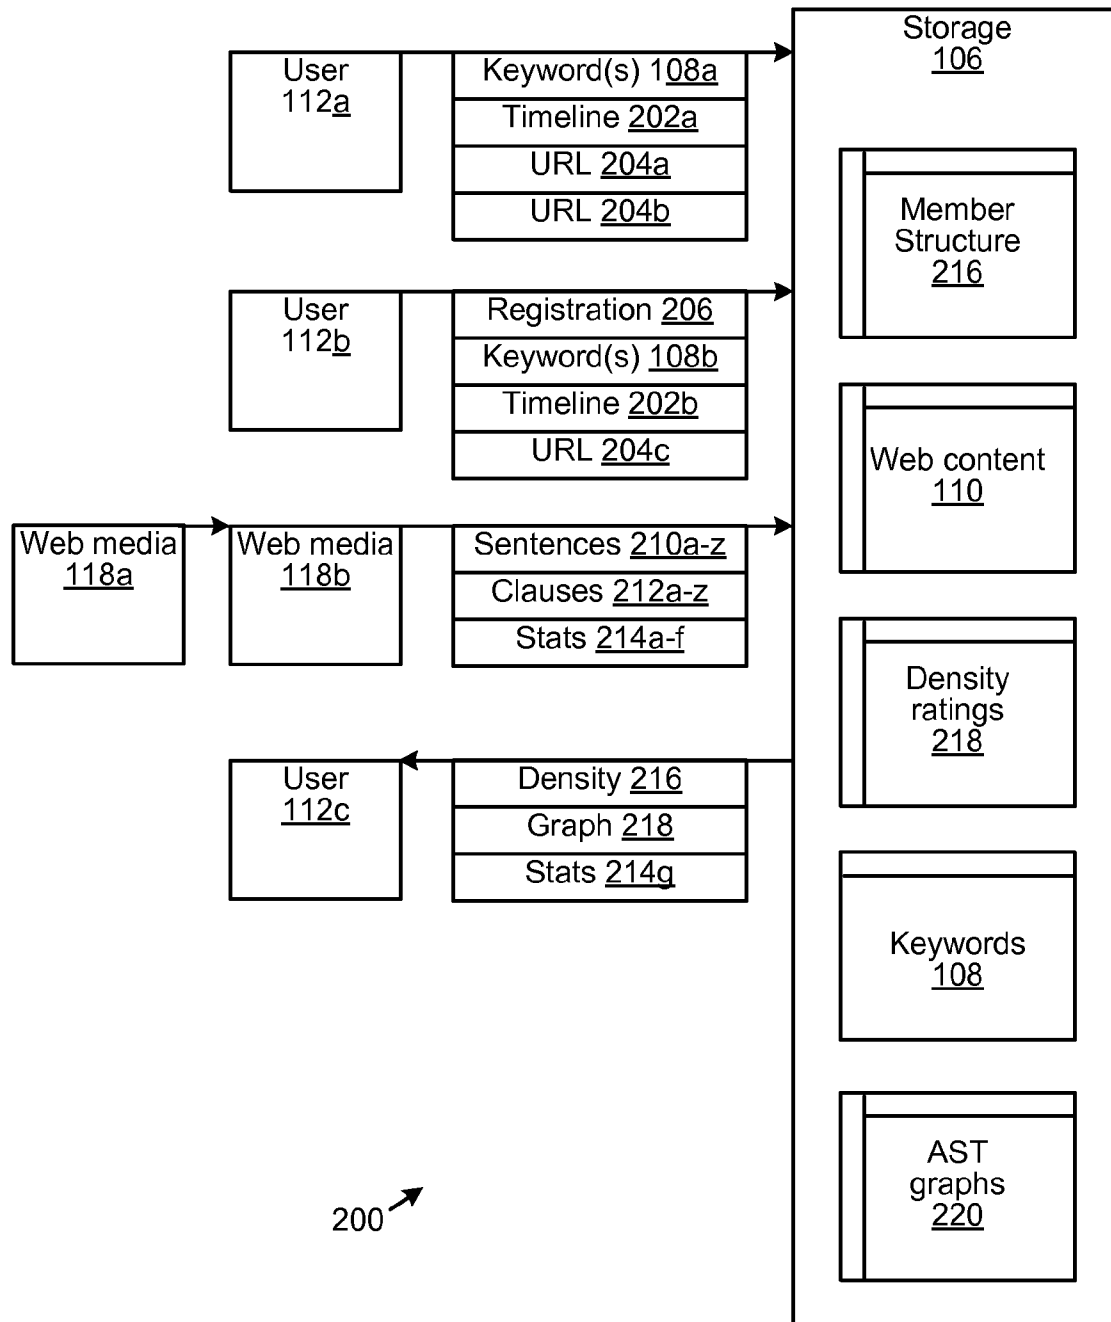 Storage
106
User
112a
Keyword(s) 108a
Timeline 202a
URL 204a
URL 204b
Member
Structure
216
User
112b
Registration 206
Keyword(s) 108b
Timeline 202b
URL 204c
Web content
110
Web media
118a
Web media
118b
Sentences 210a-z
Clauses 212a-z
Stats 214a-f
Density
ratings
218
User
112c
Density 216
Graph 218
Stats 214g
Keywords
108
AST
graphs
220
200